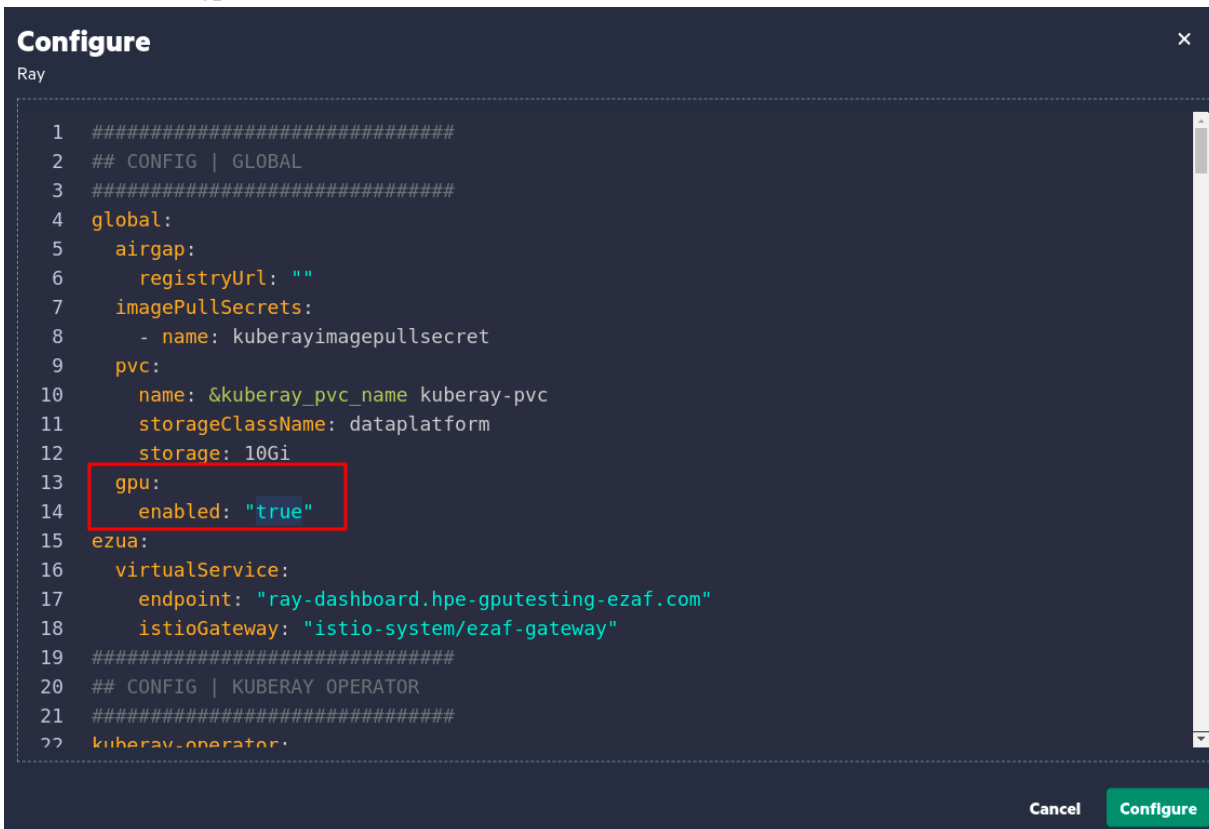 Configure
×
Ray
1 ###############################
2 ## CONFIG | GLOBAL
3 ###############################
4 global:
5   airgap:
6     registryUrl: ""
7   imagePullSecrets:
8     - name: kuberayimagepullsecret
9   pvc:
10     name: &kuberay_pvc_name kuberay-pvc
11     storageClassName: dataplatform
12     storage: 10Gi
13   gpu:
14     enabled: "true"
15 ezua:
16   virtualService:
17     endpoint: "ray-dashboard.hpe-gputesting-ezaf.com"
18     istioGateway: "istio-system/ezaf-gateway"
19 ###############################
20 ## CONFIG | KUBERAY OPERATOR
21 ###############################
22 kuberay-operator:
Cancel Configure